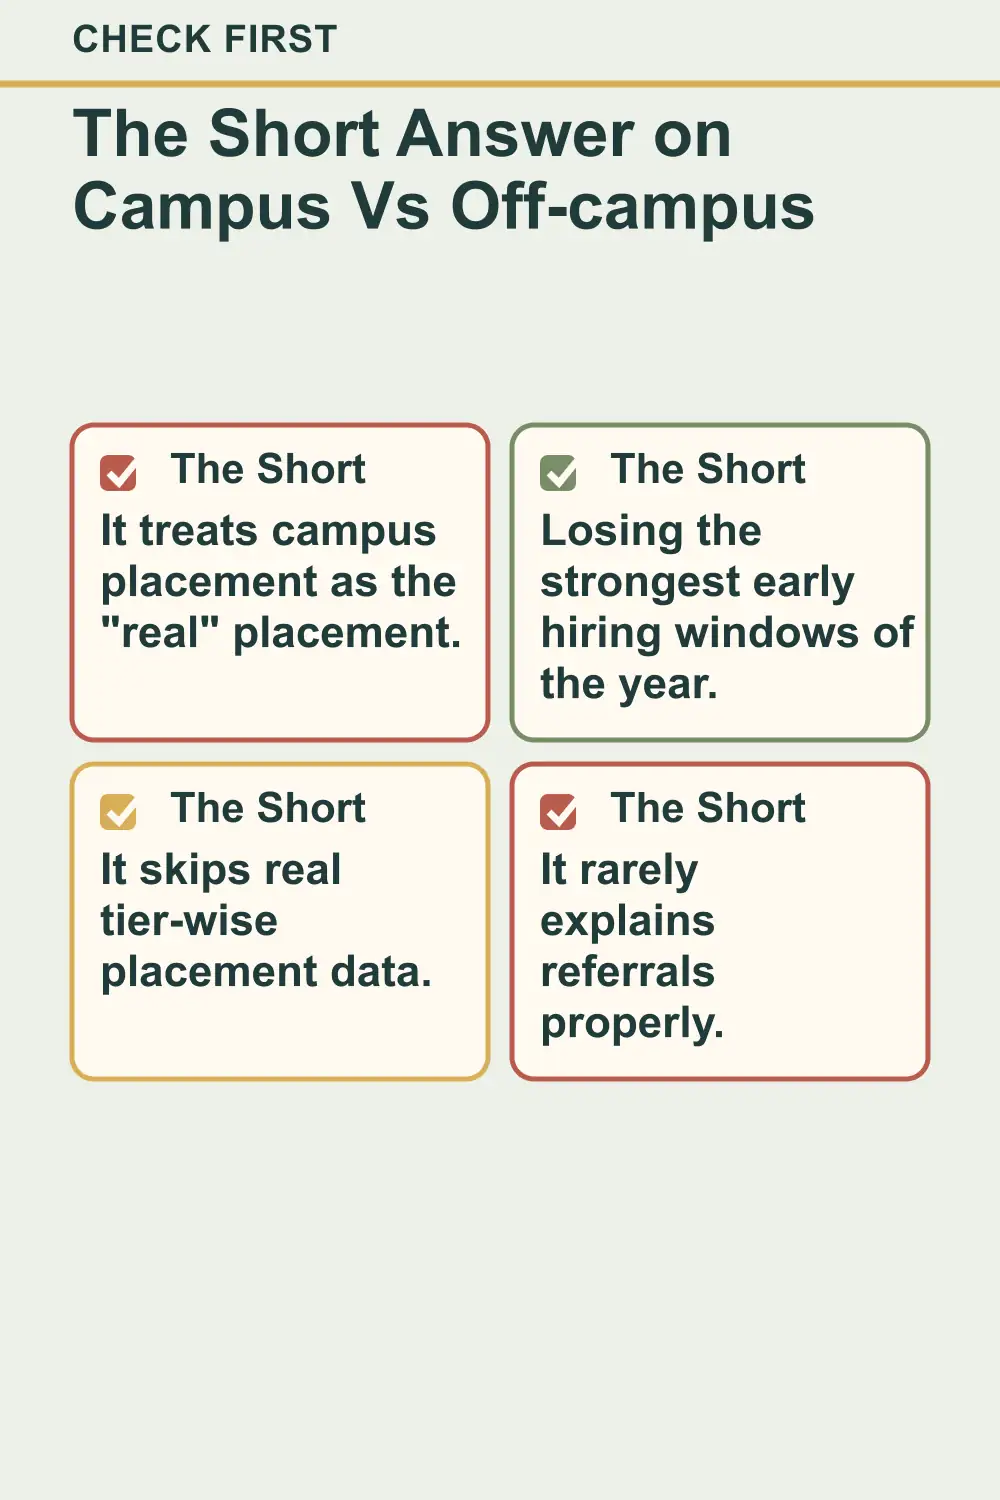 CHECK FIRST
The Short Answer on
Campus Vs Off-campus
The Short
It treats campus
placement as the
"real" placement.
The Short
Losing the
strongest early
hiring windows of
the year.
The Short
It skips real
tier-wise
placement data.
The Short
It rarely
explains
referrals
properly.